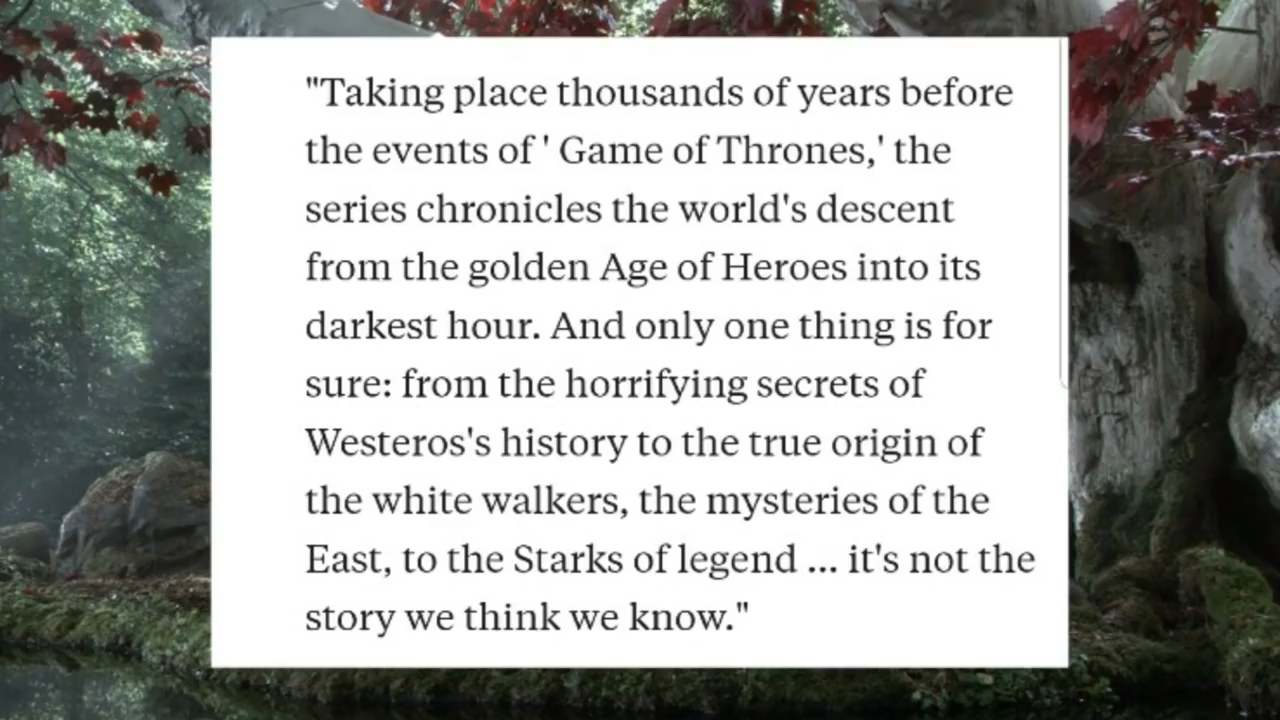 "Taking place thousands of years before
the events of ' Game of Thrones,' the
series chronicles the world's descent
from the golden Age of Heroes into its
darkest hour. And only one thing is for
sure: from the horrifying secrets of
Westeros's history to the true origin of
the white walkers, the mysteries of the
East, to the Starks of legend ... it's not the
story we think we know."